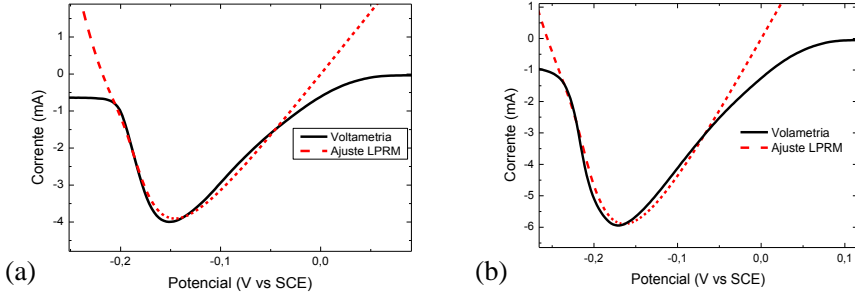 0
-1
-2
-3
-4
Corrente (mA)
-0,2
-0,1
0,0
Potencial (V vs SCE)
Voltametria
Ajuste LPRM
(a)
1
0
-1
-2
-3
-4
-5
-6
Corrente (mA)
-0,2
-0,1
0,0
0,1
Potencial (V vs SCE)
Volametria
Ajuste LPRM
(b)